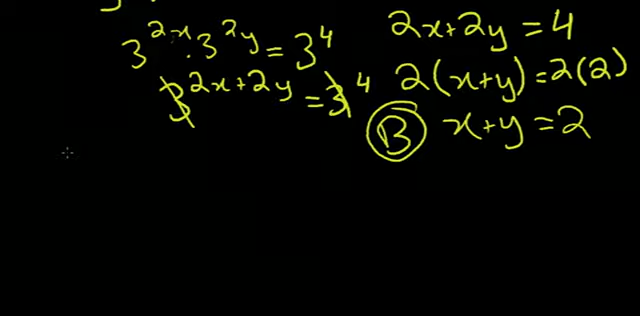 3^{2x} · 3^{2y} = 3^4
3^{2x+2y} = 3^4
2x+2y = 4
2(x+y) = 2(2)
B x+y = 2